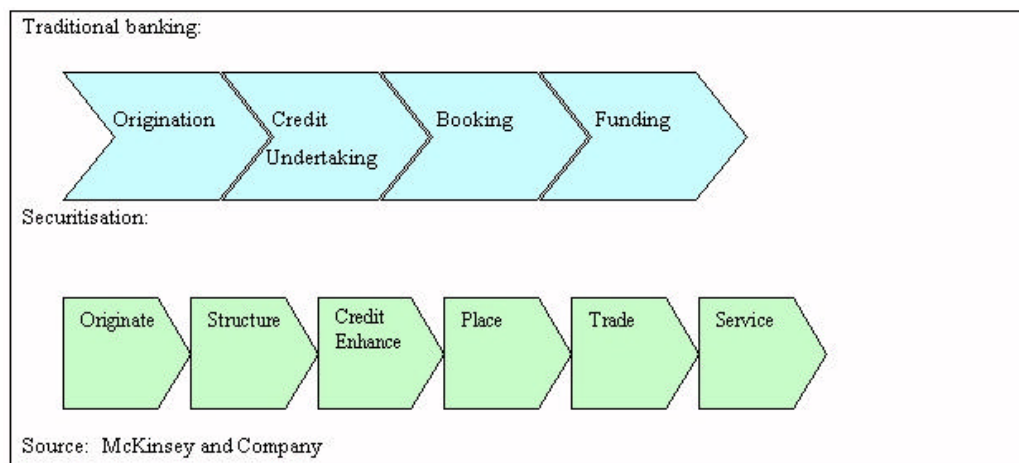 Traditional banking:
Origination
Credit
Undertaking
Booking
Funding
Securitisation:
Originate
Structure
Credit
Enhance
Place
Trade
Service
Source: McKinsey and Company